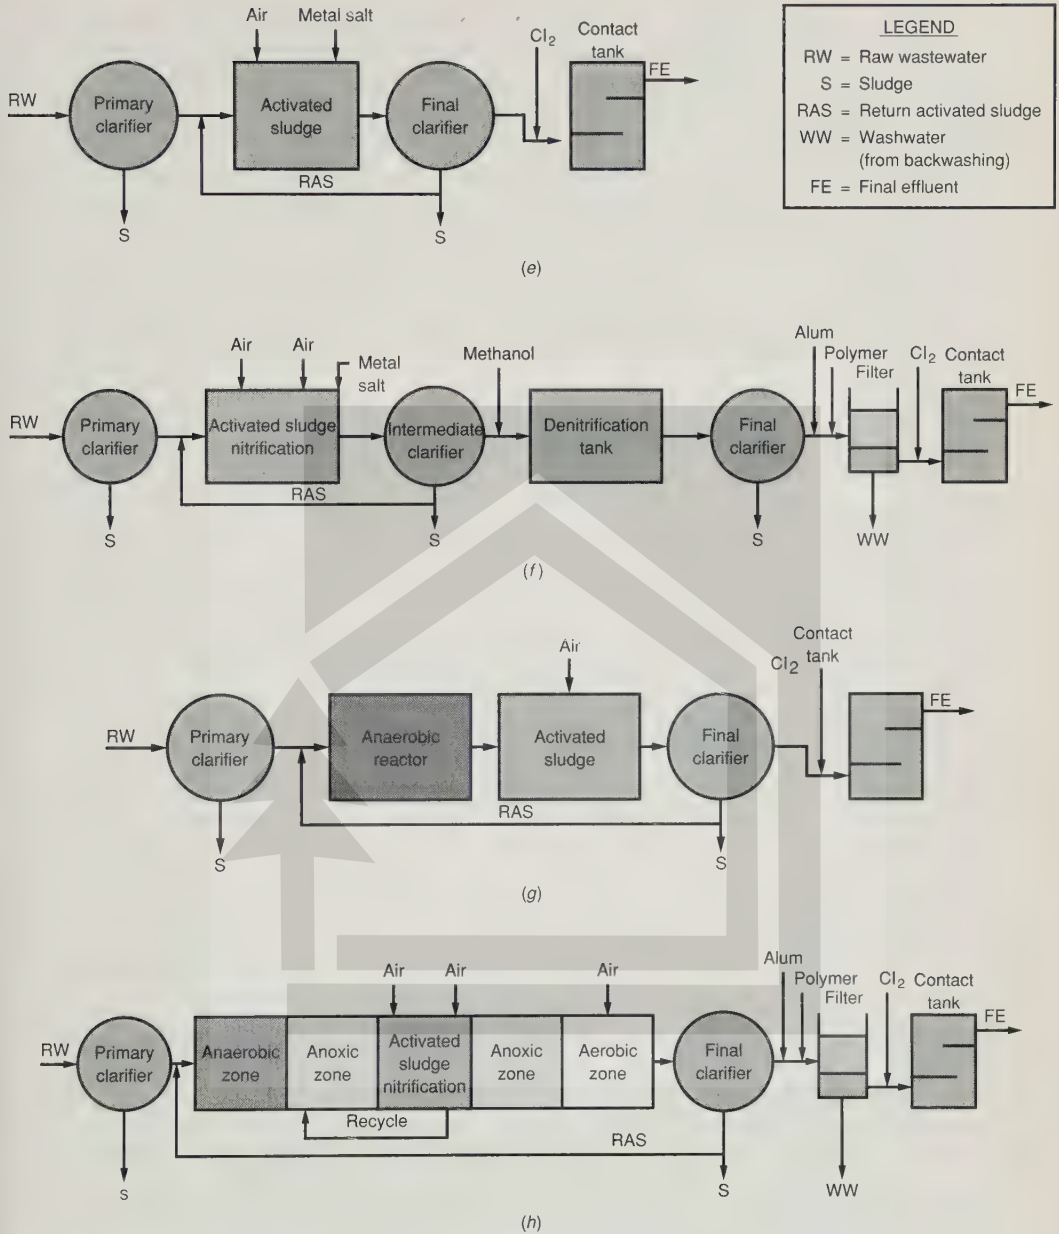 Air
Metal salt
Cl2
Contact
tank
FE
RW
Primary
clarifier
Activated
sludge
Final
clarifier
RAS
S
S
(e)
LEGEND
RW = Raw wastewater
S = Sludge
RAS = Return activated sludge
WW = Washwater
(from backwashing)
FE = Final effluent
Air
Air
Metal
salt
Methanol
Alum
Polymer
Filter
Cl2
Contact
tank
FE
RW
Primary
clarifier
Activated sludge
nitrification
Intermediate
clarifier
Denitrification
tank
Final
clarifier
RAS
S
S
S
WW
(f)
Air
Contact
tank
Cl2
FE
RW
Primary
clarifier
Anaerobic
reactor
Activated
sludge
Final
clarifier
RAS
S
S
(g)
Air
Air
Air
Alum
Polymer
Filter
Cl2
Contact
tank
FE
RW
Primary
clarifier
Anaerobic
zone
Anoxic
zone
Activated
sludge
nitrification
Anoxic
zone
Aerobic
zone
Final
clarifier
Recycle
RAS
S
S
WW
(h)